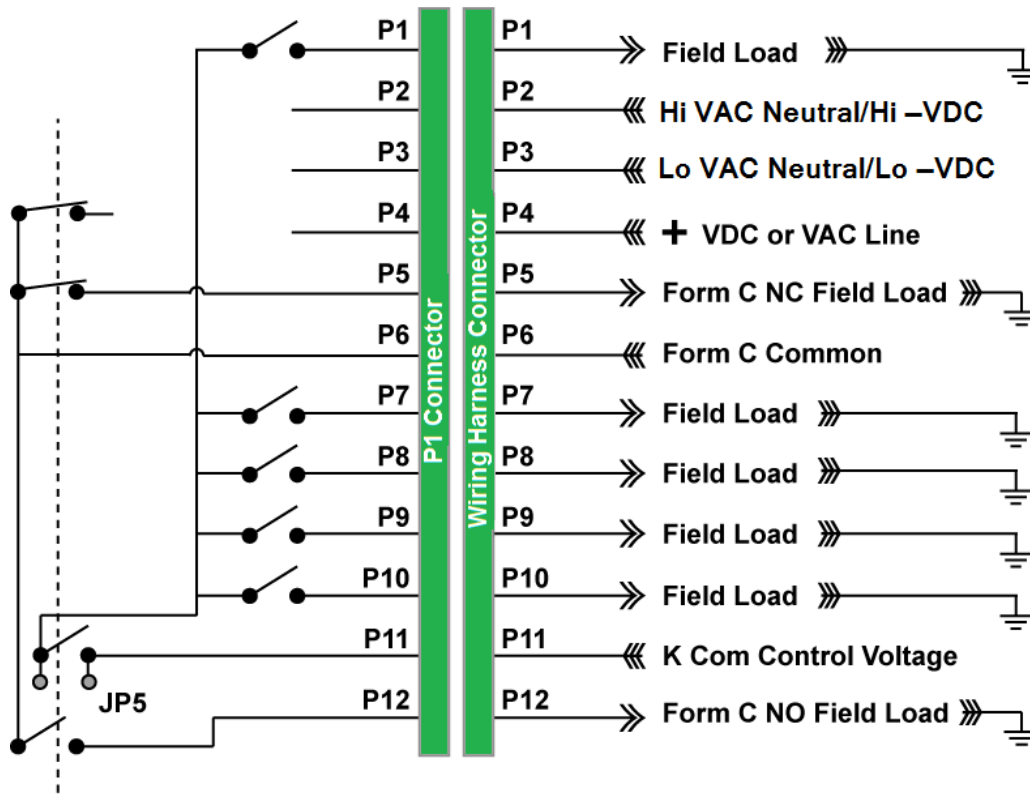 P1 P1 Field Load
P2 P2 Hi VAC Neutral/Hi –VDC
P3 P3 Lo VAC Neutral/Lo –VDC
P4 P4 + VDC or VAC Line
P5 P5 Form C NC Field Load
P6 P6 Form C Common
P7 P7 Field Load
P8 P8 Field Load
P9 P9 Field Load
P10 P10 Field Load
P11 P11 K Com Control Voltage
JP5
P12 P12 Form C NO Field Load
P1 Connector
Wiring Harness Connector